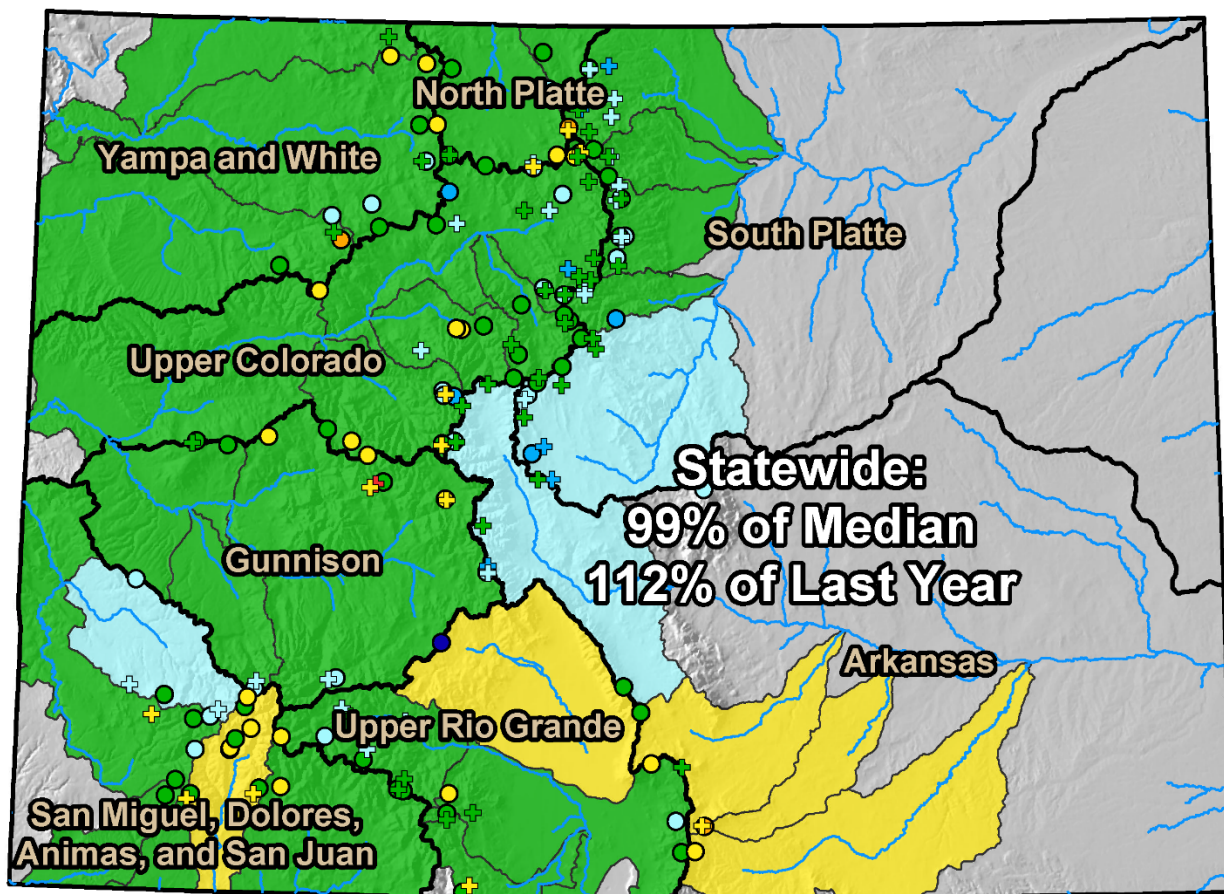 North Platte
Yampa and White
South Platte
Upper Colorado
Statewide:
99% of Median
112% of Last Year
Gunnison
Arkansas
Upper Rio Grande
San Miguel, Dolores,
Animas, and San Juan